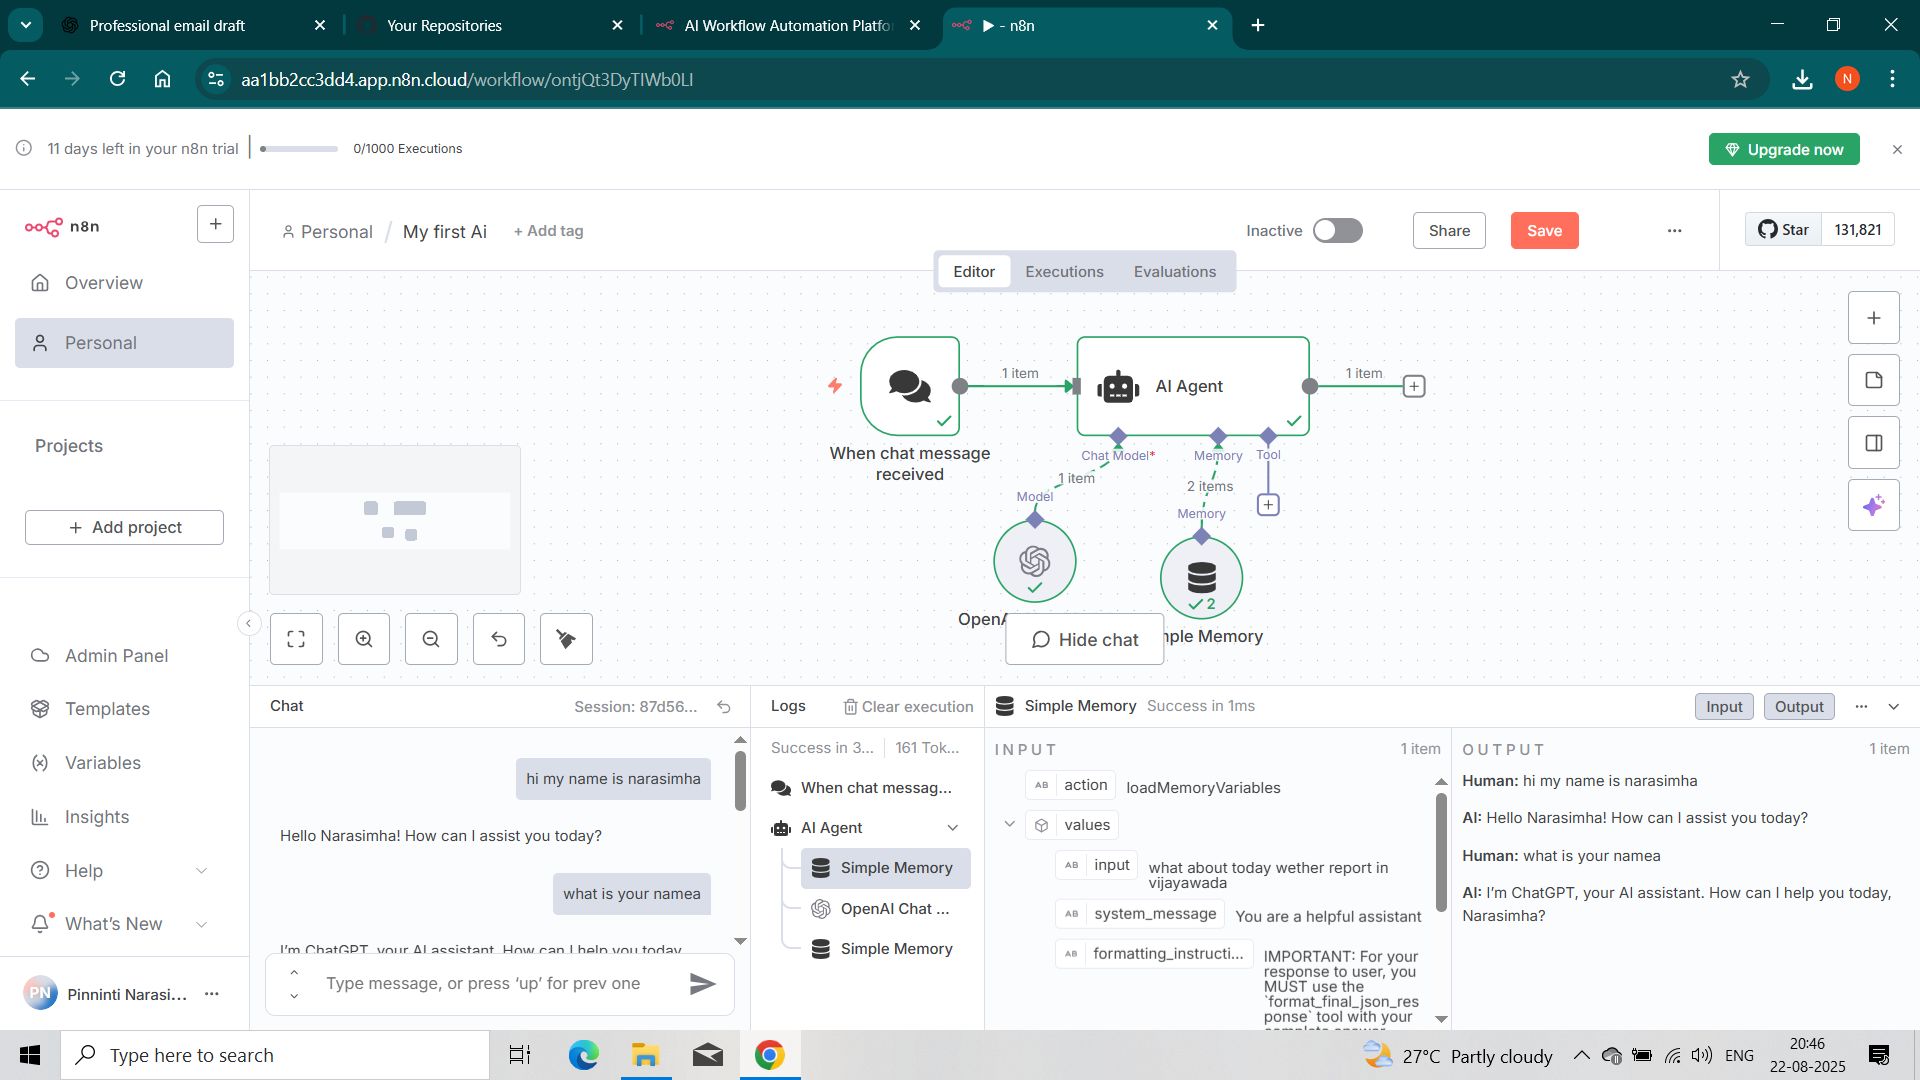 Professional email draft
Your Repositories
AI Workflow Automation Platfo
▶ - n8n
aa1bb2cc3dd4.app.n8n.cloud/workflow/ontjQt3DyTIWb0LI
N
11 days left in your n8n trial
0/1000 Executions
Upgrade now
n8n
Personal / My first Ai + Add tag
Inactive
Share
Save
Star 131,821
Editor Executions Evaluations
Overview
Personal
Projects
+ Add project
Admin Panel
Templates
Variables
Insights
Help
What's New
PN Pinninti Narasi...
1 item
AI Agent
1 item
When chat message
received
Chat Model*
Memory
Tool
1 item
Model
2 items
Memory
2
OpenA
Hide chat
mple Memory
Chat
Session: 87d56...
hi my name is narasimha
Hello Narasimha! How can I assist you today?
what is your namea
I'm ChatGPT, your AI assistant. How can I help you today,
Type message, or press ‘up’ for prev one
Logs
Clear execution
Success in 3...
161 Tok...
When chat messag...
AI Agent
Simple Memory
OpenAI Chat ...
Simple Memory
Simple Memory Success in 1ms
Input
Output
INPUT
1 item
AB action loadMemoryVariables
values
AB input what about today wether report in
vijayawada
AB system_message You are a helpful assistant
AB formatting_instructi... IMPORTANT: For your
response to user, you
MUST use the
`format_final_json_res
ponse` tool with your
complete answer
OUTPUT
1 item
Human: hi my name is narasimha
AI: Hello Narasimha! How can I assist you today?
Human: what is your namea
AI: I'm ChatGPT, your AI assistant. How can I help you today,
Narasimha?
Type here to search
27°C Partly cloudy
ENG
20:46
22-08-2025